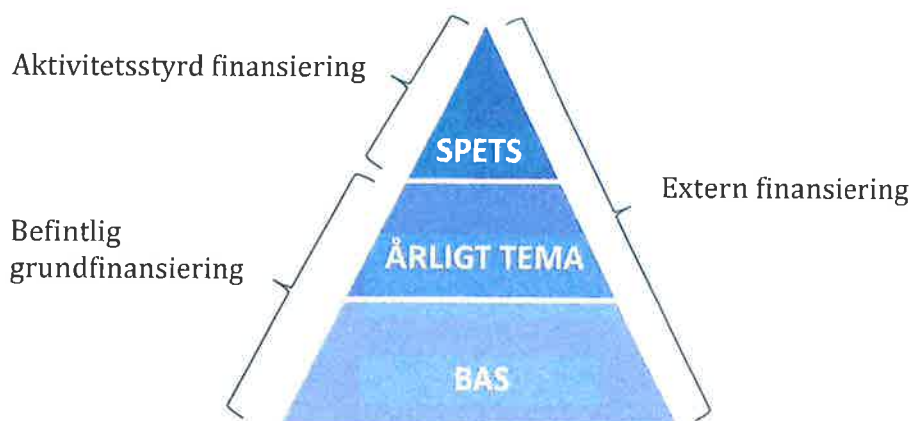 Aktivitetsstyrd finansiering
SPETS
Extern finansiering
Befintlig
grundfinansiering
ÅRLIGT TEMA
BAS